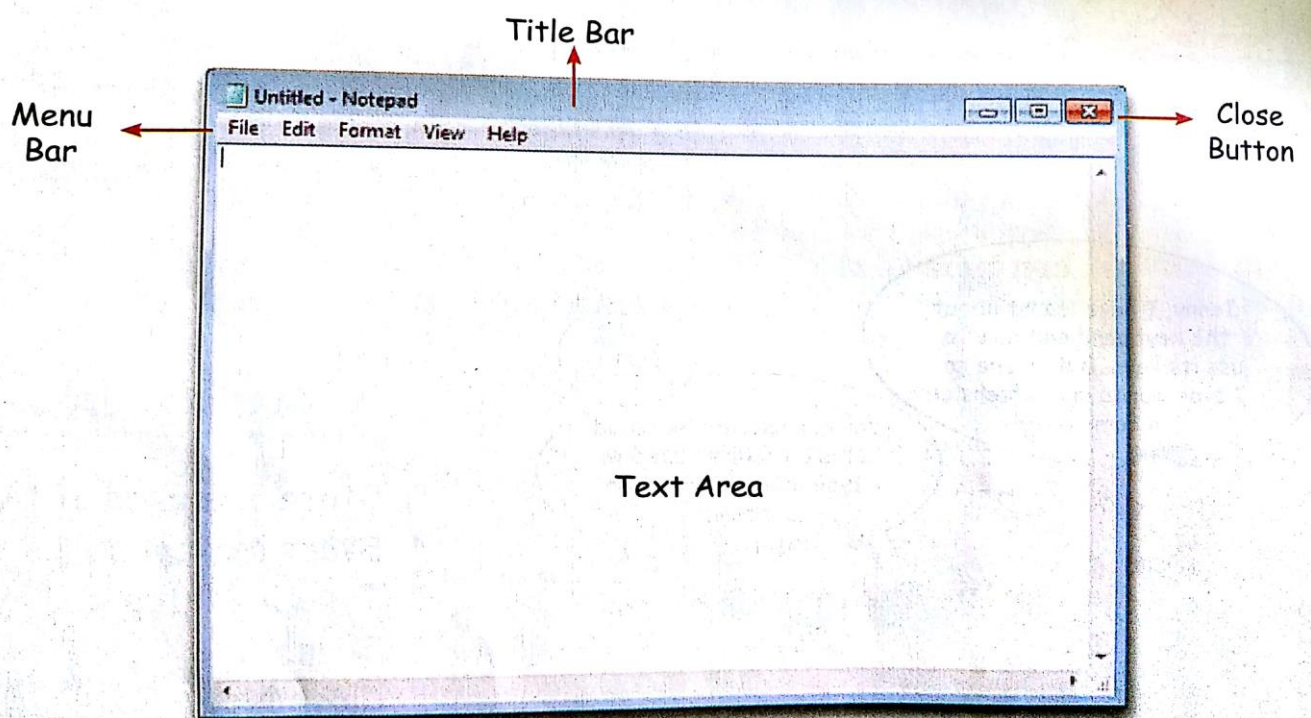 Title Bar
Untitled - Notepad
Menu
Bar
File Edit Format View Help
Close
Button
Text Area